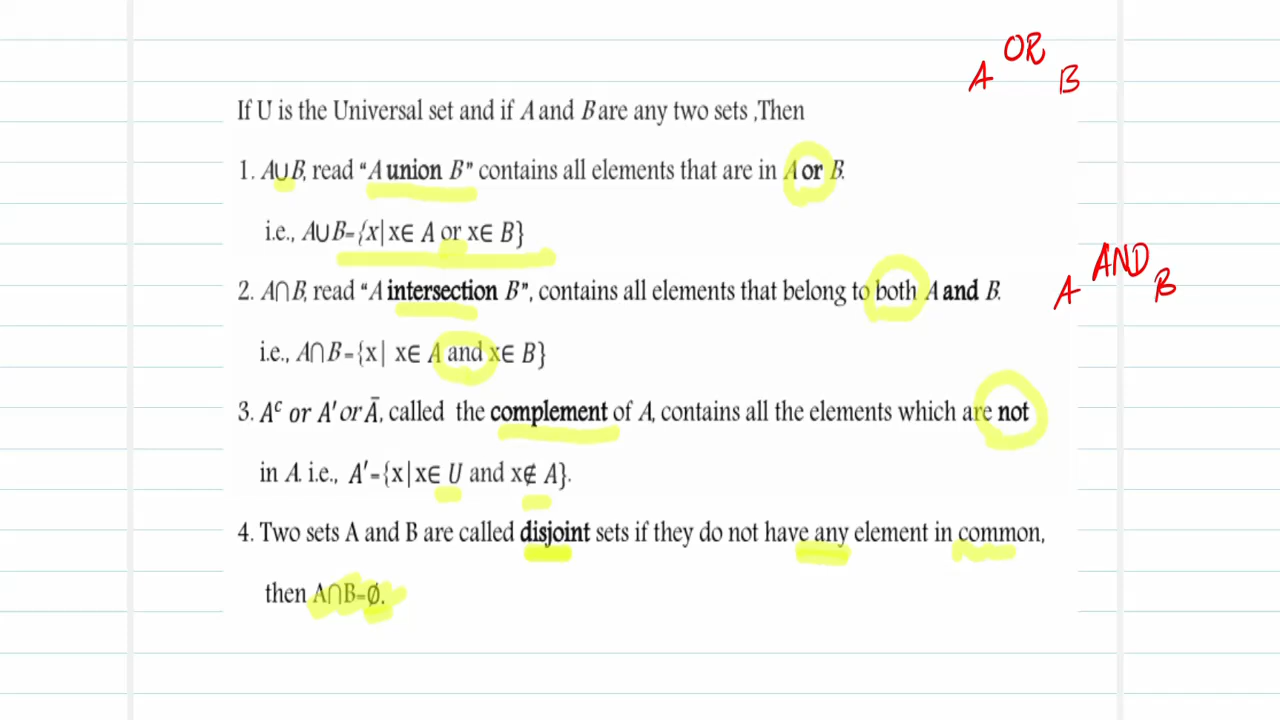 A OR B
If U is the Universal set and if A and B are any two sets ,Then
1. A∪B, read “A union B” contains all elements that are in A or B.
i.e., A∪B={x|x∈ A or x∈ B}
2. A∩B, read “A intersection B”, contains all elements that belong to both A and B.
A AND B
i.e., A∩B={x| x∈ A and x∈ B}
3. Aᶜ or A′ or Ā, called the complement of A, contains all the elements which are not
in A. i.e., A′={x|x∈ U and x∉ A}.
4. Two sets A and B are called disjoint sets if they do not have any element in common,
then A∩B=∅.